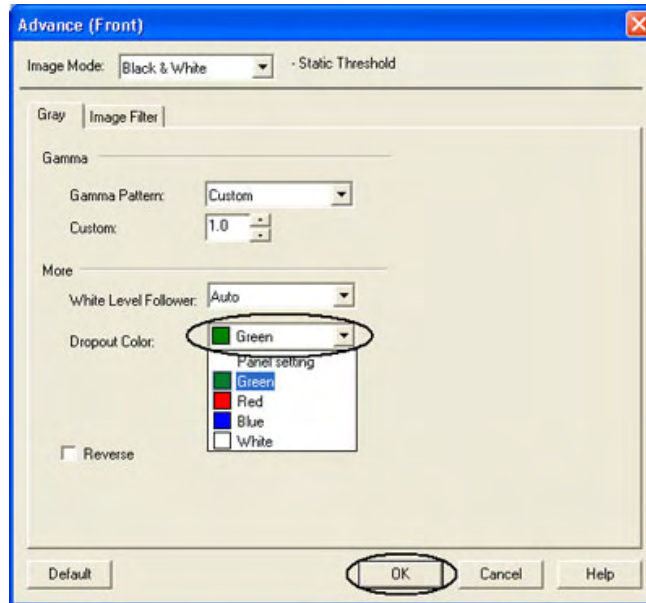 Advance (Front)
Image Mode: Black & White - Static Threshold
Gray Image Filter
Gamma
Gamma Pattern: Custom
Custom: 1.0
More
White Level Follower: Auto
Dropout Color: Green
Panel setting
Green
Red
Blue
White
Reverse
Default OK Cancel Help